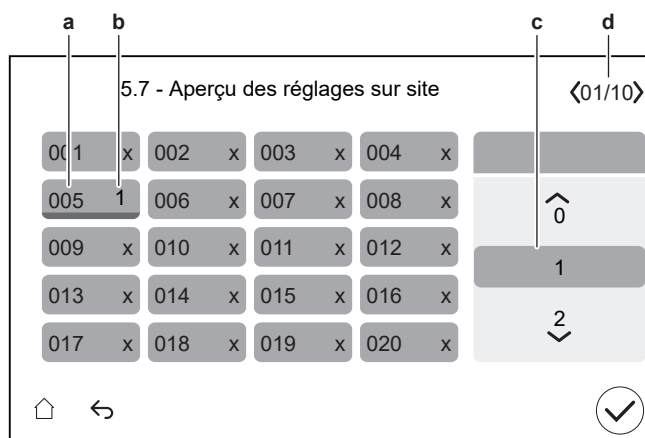 a b c d
5.7 - Aperçu des réglages sur site 01/10
001 x 002 x 003 x 004 x
005 1 006 x 007 x 008 x
0
009 x 010 x 011 x 012 x
1
013 x 014 x 015 x 016 x
2
017 x 018 x 019 x 020 x